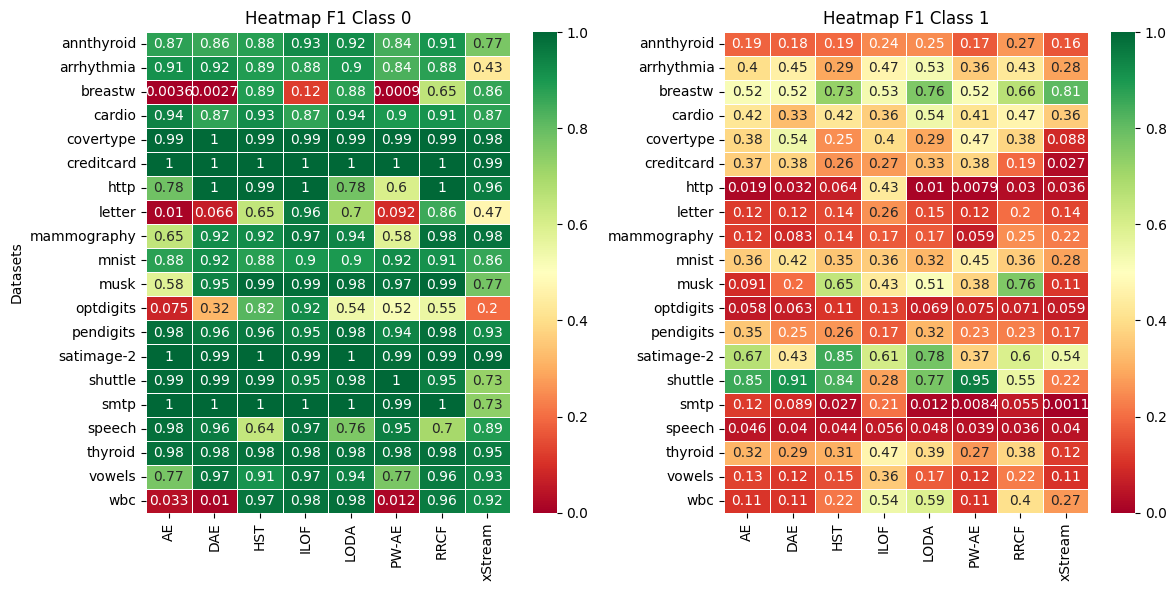 Heatmap F1 Class 0
annthyroid 0.87 0.86 0.88 0.93 0.92 0.84 0.91 0.77
arrhythmia 0.91 0.92 0.89 0.88 0.9 0.84 0.88 0.43
breastw 0.0036 0.0027 0.89 0.12 0.88 0.0009 0.65 0.86
cardio 0.94 0.87 0.93 0.87 0.94 0.9 0.91 0.87
covertype 0.99 1 0.99 0.99 0.99 0.99 0.99 0.98
creditcard 1 1 1 1 1 1 1 0.99
http 0.78 1 0.99 1 0.78 0.6 1 0.96
letter 0.01 0.066 0.65 0.96 0.7 0.092 0.86 0.47
mammography 0.65 0.92 0.92 0.97 0.94 0.58 0.98 0.98
mnist 0.88 0.92 0.88 0.9 0.9 0.92 0.91 0.86
musk 0.58 0.95 0.99 0.99 0.98 0.97 0.99 0.77
optdigits 0.075 0.32 0.82 0.92 0.54 0.52 0.55 0.2
pendigits 0.98 0.96 0.96 0.95 0.98 0.94 0.98 0.93
satimage-2 1 0.99 1 0.99 1 0.99 0.99 0.99
shuttle 0.99 0.99 0.99 0.95 0.98 1 0.95 0.73
smtp 1 1 1 1 1 0.99 1 0.73
speech 0.98 0.96 0.64 0.97 0.76 0.95 0.7 0.89
thyroid 0.98 0.98 0.98 0.98 0.98 0.98 0.98 0.95
vowels 0.77 0.97 0.91 0.97 0.94 0.77 0.96 0.93
wbc 0.033 0.01 0.97 0.98 0.98 0.012 0.96 0.92
AE DAE HST ILOF LODA PW-AE RRCF xStream
Datasets
1.0
0.8
0.6
0.4
0.2
0.0
Heatmap F1 Class 1
annthyroid 0.19 0.18 0.19 0.24 0.25 0.17 0.27 0.16
arrhythmia 0.4 0.45 0.29 0.47 0.53 0.36 0.43 0.28
breastw 0.52 0.52 0.73 0.53 0.76 0.52 0.66 0.81
cardio 0.42 0.33 0.42 0.36 0.54 0.41 0.47 0.36
covertype 0.38 0.54 0.25 0.4 0.29 0.47 0.38 0.088
creditcard 0.37 0.38 0.26 0.27 0.33 0.38 0.19 0.027
http 0.019 0.032 0.064 0.43 0.01 0.0079 0.03 0.036
letter 0.12 0.12 0.14 0.26 0.15 0.12 0.2 0.14
mammography 0.12 0.083 0.14 0.17 0.17 0.059 0.25 0.22
mnist 0.36 0.42 0.35 0.36 0.32 0.45 0.36 0.28
musk 0.091 0.2 0.65 0.43 0.51 0.38 0.76 0.11
optdigits 0.058 0.063 0.11 0.13 0.069 0.075 0.071 0.059
pendigits 0.35 0.25 0.26 0.17 0.32 0.23 0.23 0.17
satimage-2 0.67 0.43 0.85 0.61 0.78 0.37 0.6 0.54
shuttle 0.85 0.91 0.84 0.28 0.77 0.95 0.55 0.22
smtp 0.12 0.089 0.027 0.21 0.012 0.0084 0.055 0.0011
speech 0.046 0.04 0.044 0.056 0.048 0.039 0.036 0.04
thyroid 0.32 0.29 0.31 0.47 0.39 0.27 0.38 0.12
vowels 0.13 0.12 0.15 0.36 0.17 0.12 0.22 0.11
wbc 0.11 0.11 0.22 0.54 0.59 0.11 0.4 0.27
AE DAE HST ILOF LODA PW-AE RRCF xStream
1.0
0.8
0.6
0.4
0.2
0.0